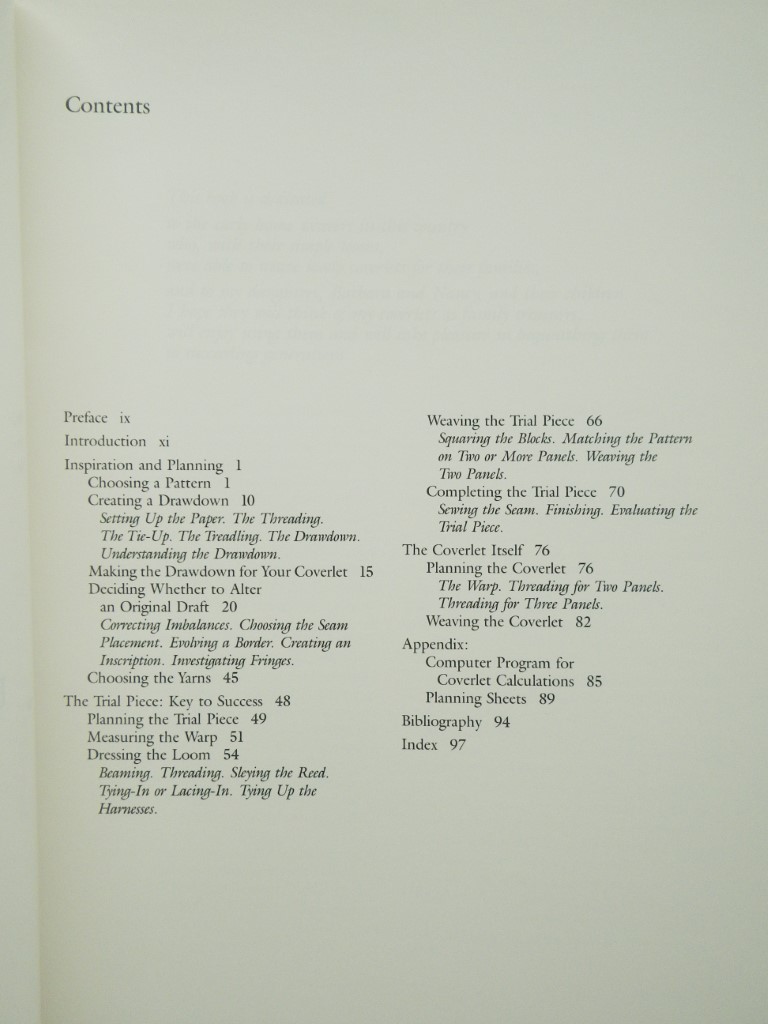 Contents
Preface ix
Introduction xi
Inspiration and Planning 1
Choosing a Pattern 1
Creating a Drawdown 10
Setting Up the Paper. The Threading.
The Tie-Up. The Treadling. The Drawdown.
Understanding the Drawdown.
Making the Drawdown for Your Coverlet 15
Deciding Whether to Alter
an Original Draft 20
Correcting Imbalances. Choosing the Seam
Placement. Evolving a Border. Creating an
Inscription. Investigating Fringes.
Choosing the Yarns 45
The Trial Piece: Key to Success 48
Planning the Trial Piece 49
Measuring the Warp 51
Dressing the Loom 54
Beaming. Threading. Sleying the Reed.
Tying-In or Lacing-In. Tying Up the
Harnesses.
Weaving the Trial Piece 66
Squaring the Blocks. Matching the Pattern
on Two or More Panels. Weaving the
Two Panels.
Completing the Trial Piece 70
Sewing the Seam. Finishing. Evaluating the
Trial Piece.
The Coverlet Itself 76
Planning the Coverlet 76
The Warp. Threading for Two Panels.
Threading for Three Panels.
Weaving the Coverlet 82
Appendix:
Computer Program for
Coverlet Calculations 85
Planning Sheets 89
Bibliography 94
Index 97